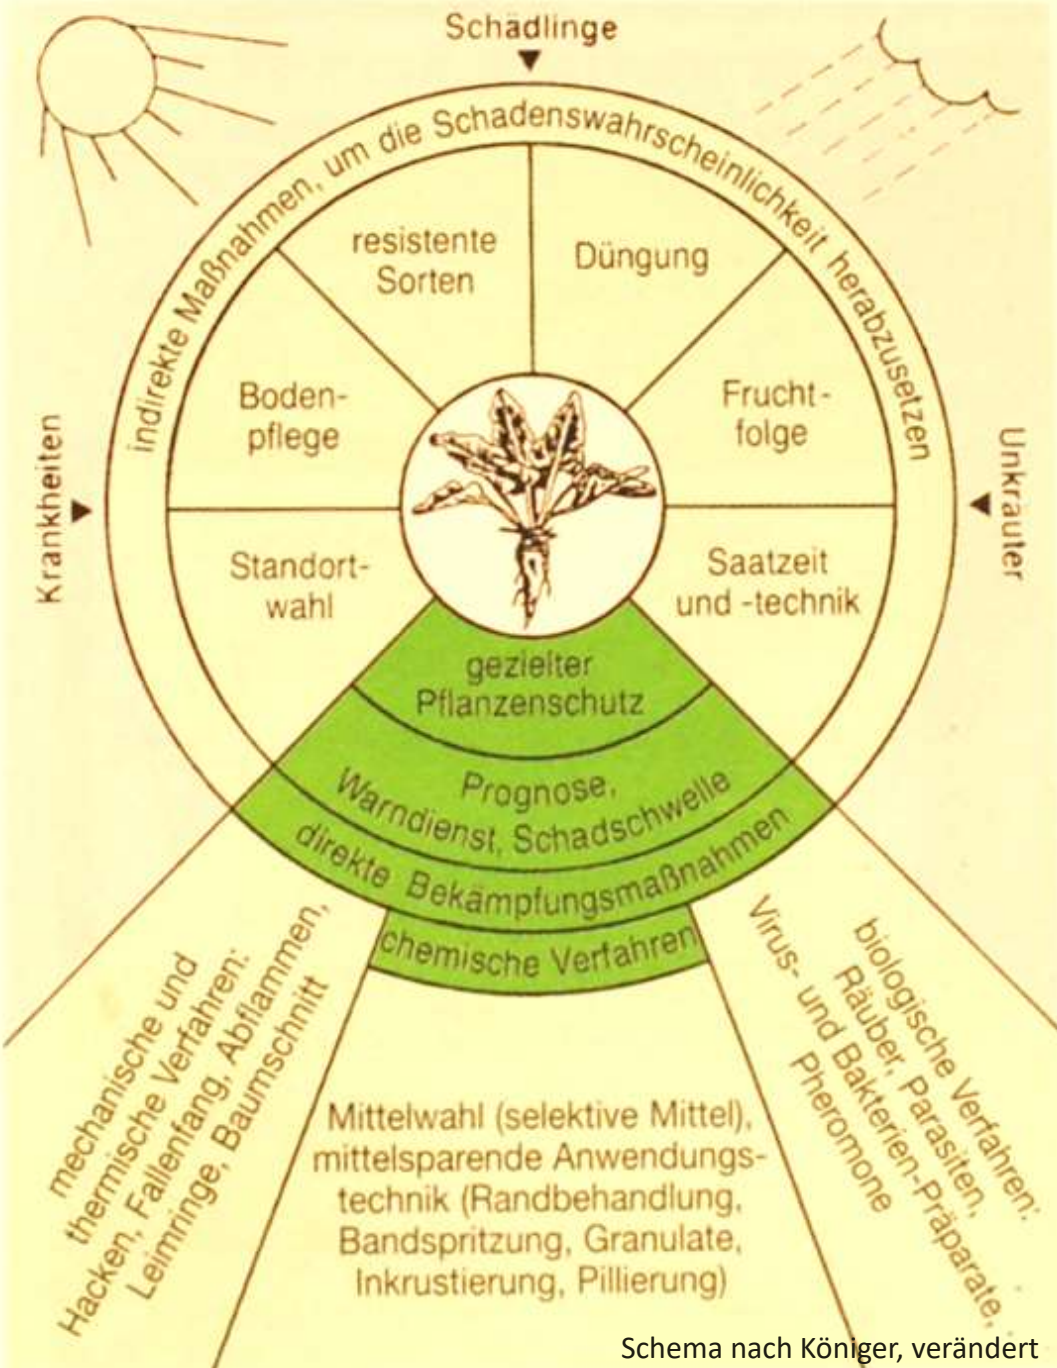 Schädlinge
indirekte Maßnahmen, um die Schadenswahrscheinlichkeit herabzusetzen
resistente
Sorten
Düngung
Boden-
pflege
Frucht-
folge
Krankheiten
Unkräuter
Standort-
wahl
Saatzeit
und -technik
gezielter
Pflanzenschutz
Prognose,
Warndienst, Schadschwelle
direkte Bekämpfungsmaßnahmen
chemische Verfahren
mechanische und
thermische Verfahren:
Hacken, Fallenfang, Abflammen,
Leimringe, Baumschnitt
Mittelwahl (selektive Mittel),
mittelsparende Anwendungs-
technik (Randbehandlung,
Bandspritzung, Granulate,
Inkrustierung, Pillierung)
biologische Verfahren:
Räuber, Parasiten,
Virus- und Bakterien-Präparate,
Pheromone
Schema nach Königer, verändert